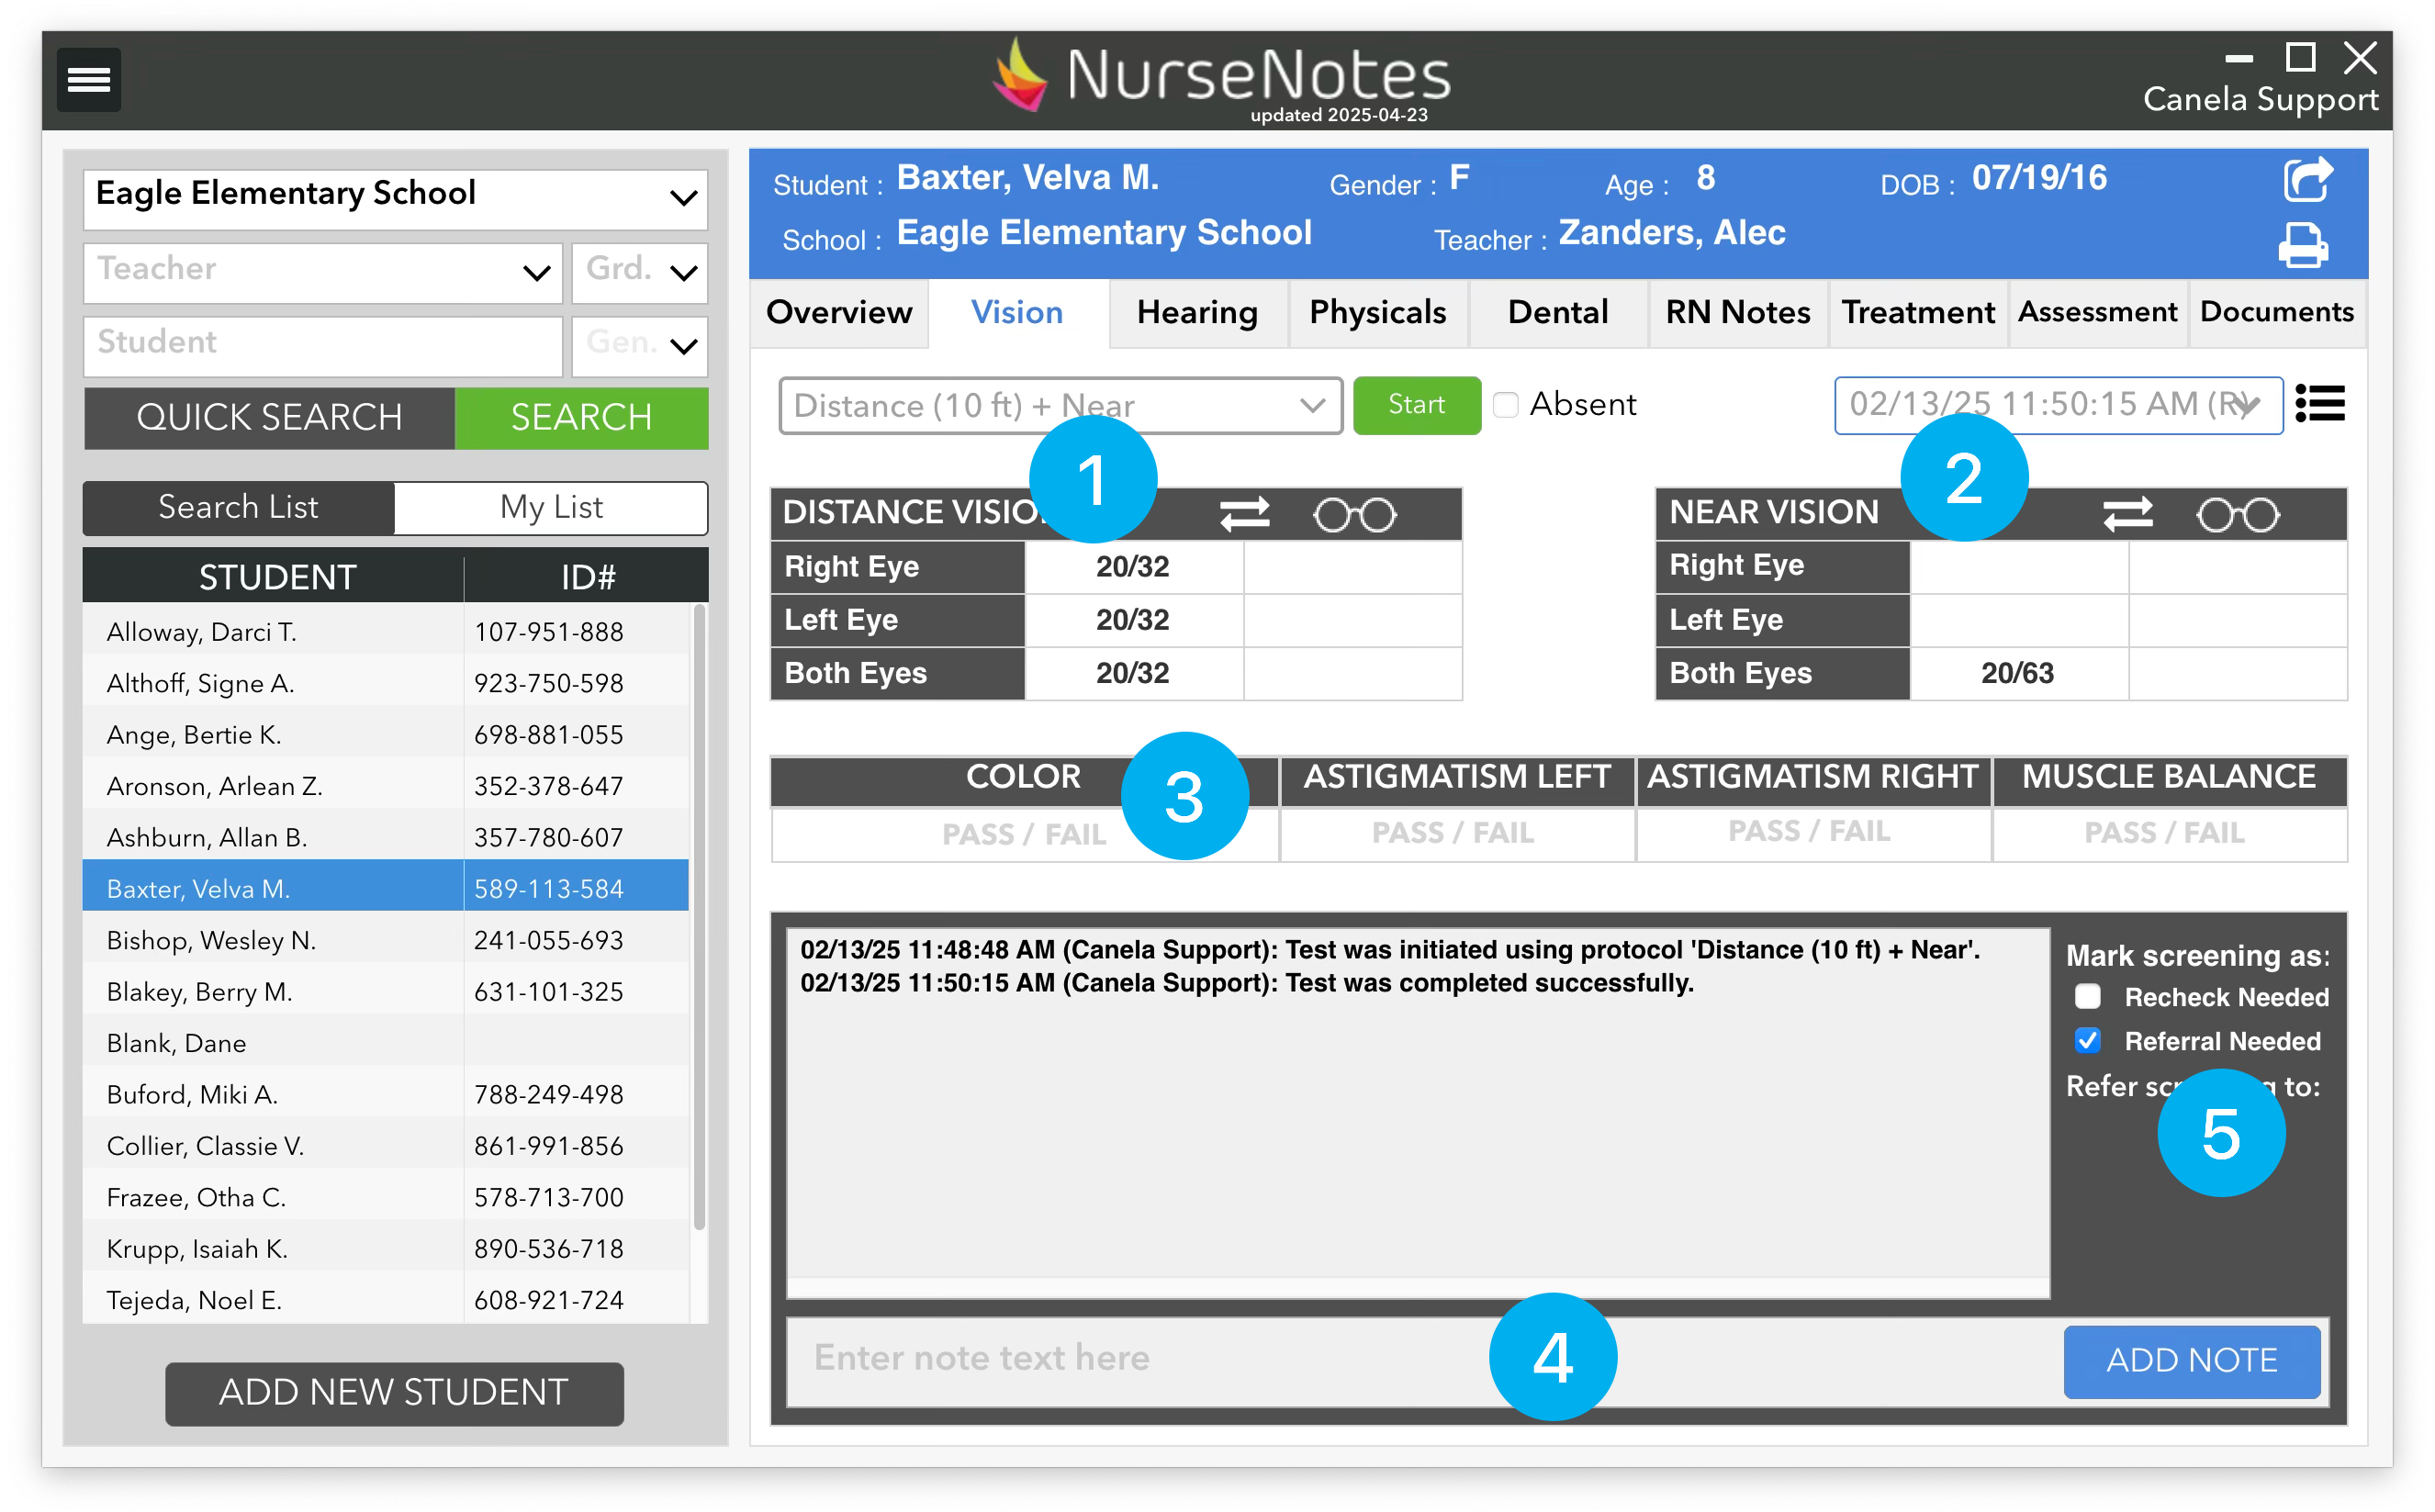 NurseNotes
updated 2025-04-23
Canela Support
Eagle Elementary School
Teacher
Grd.
Student
Gen.
QUICK SEARCH
SEARCH
Search List
My List
STUDENT ID#
Alloway, Darci T. 107-951-888
Althoff, Signe A. 923-750-598
Ange, Bertie K. 698-881-055
Aronson, Arlean Z. 352-378-647
Ashburn, Allan B. 357-780-607
Baxter, Velva M. 589-113-584
Bishop, Wesley N. 241-055-693
Blakey, Berry M. 631-101-325
Blank, Dane
Buford, Miki A. 788-249-498
Collier, Classie V. 861-991-856
Frazee, Otha C. 578-713-700
Krupp, Isaiah K. 890-536-718
Tejeda, Noel E. 608-921-724
ADD NEW STUDENT
Student : Baxter, Velva M. Gender : F Age : 8 DOB : 07/19/16
School : Eagle Elementary School Teacher : Zanders, Alec
Overview Vision Hearing Physicals Dental RN Notes Treatment Assessment Documents
Distance (10 ft) + Near
Start
Absent
02/13/25 11:50:15 AM (R)
1
2
DISTANCE VISIO
Right Eye 20/32
Left Eye 20/32
Both Eyes 20/32
NEAR VISION
Right Eye
Left Eye
Both Eyes 20/63
COLOR ASTIGMATISM LEFT ASTIGMATISM RIGHT MUSCLE BALANCE
3
PASS / FAIL PASS / FAIL PASS / FAIL PASS / FAIL
02/13/25 11:48:48 AM (Canela Support): Test was initiated using protocol 'Distance (10 ft) + Near'.
02/13/25 11:50:15 AM (Canela Support): Test was completed successfully.
Mark screening as:
Recheck Needed
Referral Needed
Refer to:
5
Enter note text here
4
ADD NOTE